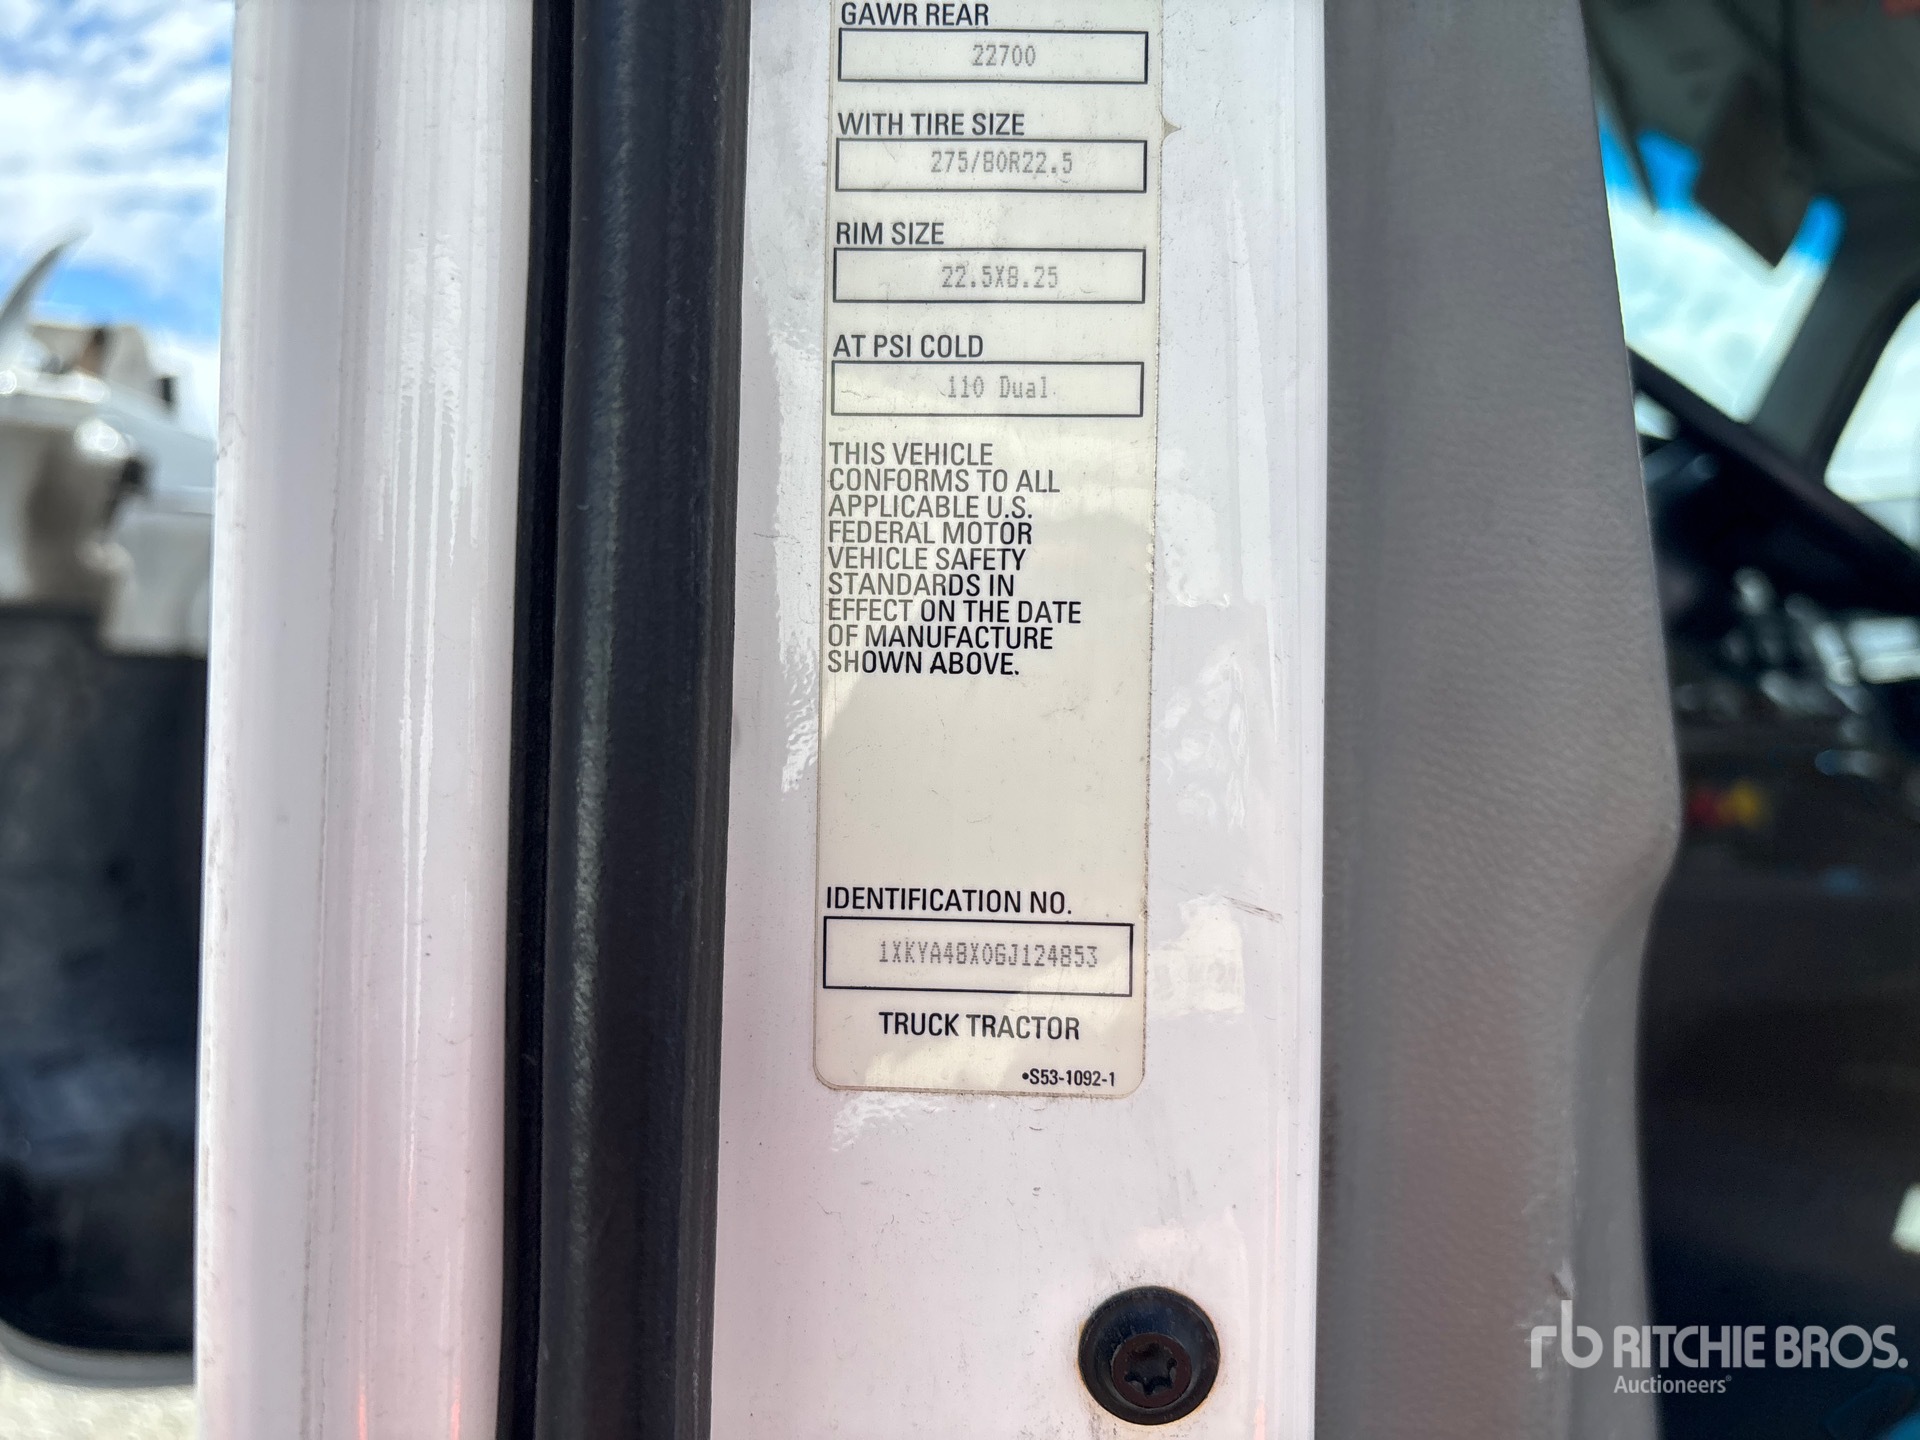 GAWR REAR
22700
WITH TIRE SIZE
275/80R22.5
RIM SIZE
22.5X8.25
AT PSI COLD
110 Dual
THIS VEHICLE
CONFORMS TO ALL
APPLICABLE U.S.
FEDERAL MOTOR
VEHICLE SAFETY
STANDARDS IN
EFFECT ON THE DATE
OF MANUFACTURE
SHOWN ABOVE.
IDENTIFICATION NO.
1XKYA48X0GJ124853
TRUCK TRACTOR
•S53-1092-1
rb RITCHIE BROS.
Auctioneers®